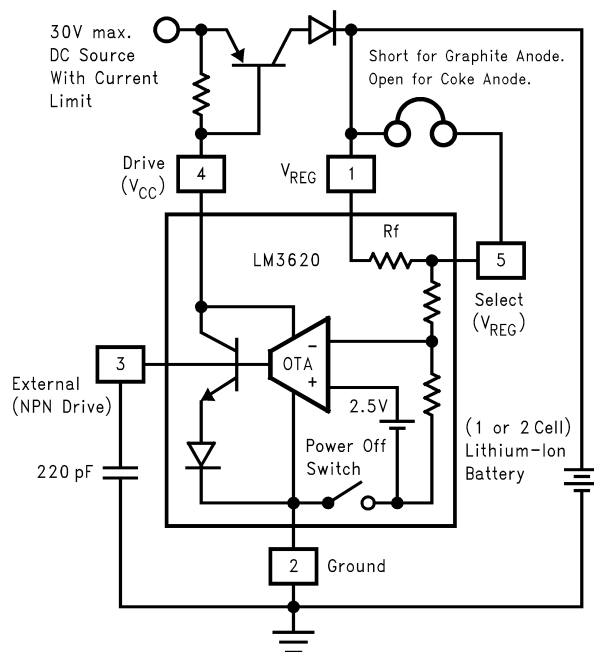 30V max.
DC Source
With Current
Limit
Short for Graphite Anode.
Open for Coke Anode.
Drive
(VCC)
4
VREG
1
Rf
LM3620
5
Select
(VREG)
3
External
(NPN Drive)
OTA
−
+
2.5V
220 pF
Power Off
Switch
(1 or 2 Cell)
Lithium-Ion
Battery
2
Ground